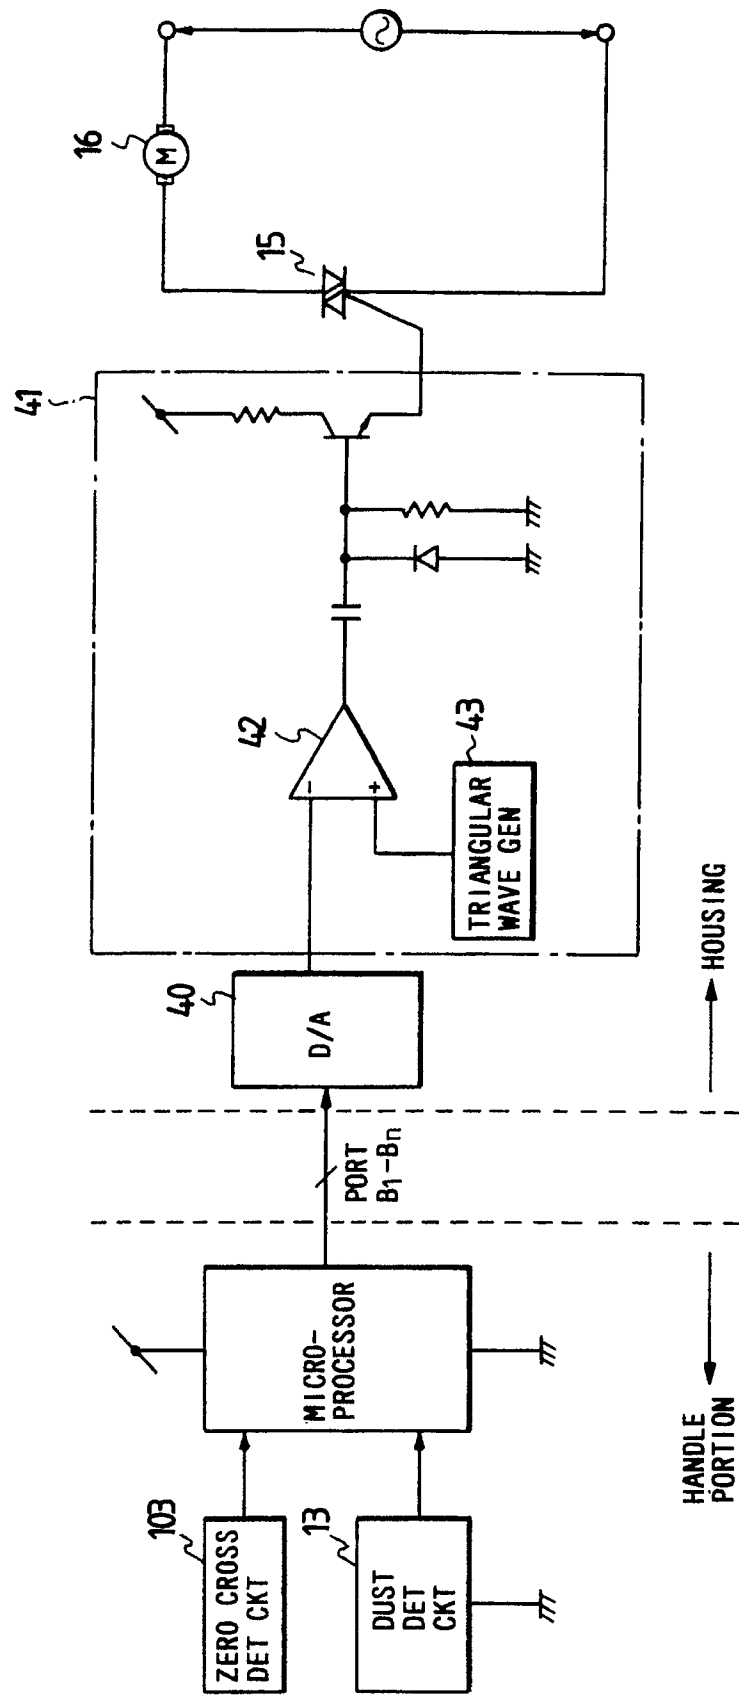 103
ZERO CROSS
DET CKT
13
DUST
DET
CKT
MICRO-
PROCESSOR
PORT
B1-Bn
HANDLE
PORTION
HOUSING
40
D/A
41
42
-
+
43
TRIANGULAR
WAVE GEN
15
16
M